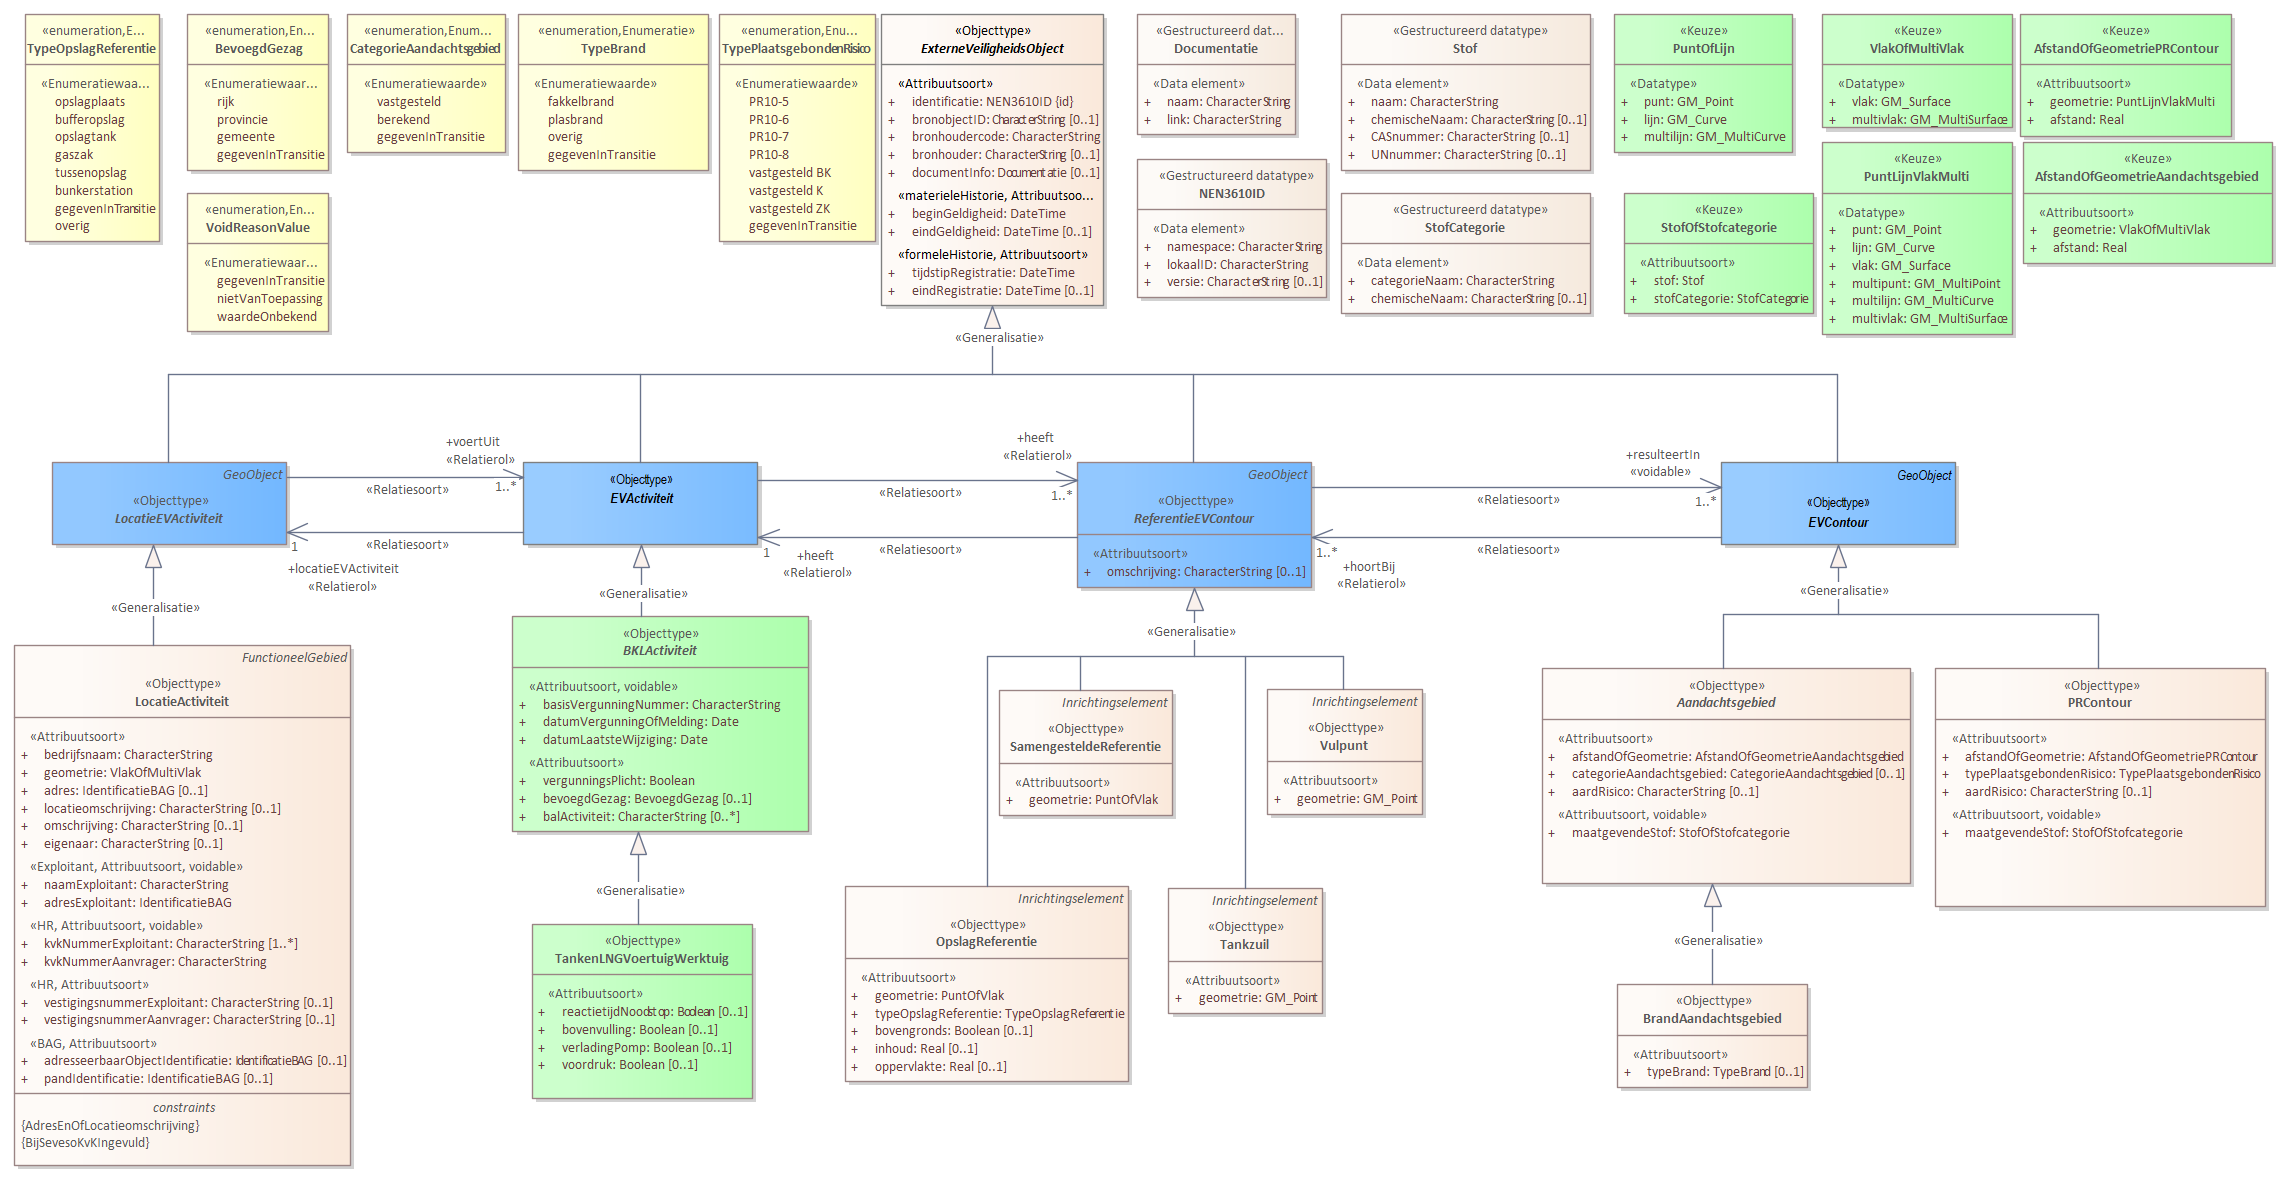 «enumeration,E...
TypeOpslagReferentie
«Enumeratiewaa...
opslagplaats
bufferopslag
opslagtank
gaszak
tussenopslag
bunkerstation
gegevenInTransitie
overig
«enumeration,En...
BevoegdGezag
«Enumeratiewaar...
rijk
provincie
gemeente
gegevenInTransitie
«enumeration,En...
VoidReasonValue
«Enumeratiewaar...
gegevenInTransitie
nietVanToepassing
waardeOnbekend
«enumeration,Enum...
CategorieAandachtsgebied
«Enumeratiewaarde»
vastgesteld
berekend
gegevenInTransitie
«enumeration,Enumeratie»
TypeBrand
«Enumeratiewaarde»
fakkelbrand
plasbrand
overig
gegevenInTransitie
«enumeration,Enu...
TypePlaatsgebondenRisico
«Enumeratiewaarde»
PR10-5
PR10-6
PR10-7
PR10-8
vastgesteld BK
vastgesteld K
vastgesteld ZK
gegevenInTransitie
«Objecttype»
ExterneVeiligheidsObject
«Attribuutsoort»
+ identificatie: NEN3610ID {id}
+ bronobjectID: CharacterString [0..1]
+ bronhoudercode: CharacterString
+ bronhouder: CharacterString [0..1]
+ documentInfo: Documentatie [0..1]
«materieleHistorie, Attribuutsoo...
+ beginGeldigheid: DateTime
+ eindGeldigheid: DateTime [0..1]
«formeleHistorie, Attribuutsoort»
+ tijdstipRegistratie: DateTime
+ eindRegistratie: DateTime [0..1]
«Gestructureerd dat...
Documentatie
«Data element»
+ naam: CharacterString
+ link: CharacterString
«Gestructureerd datatype»
NEN3610ID
«Data element»
+ namespace: CharacterString
+ lokaalID: CharacterString
+ versie: CharacterString [0..1]
«Gestructureerd datatype»
Stof
«Data element»
+ naam: CharacterString
+ chemischeNaam: CharacterString [0..1]
+ CASnummer: CharacterString [0..1]
+ UNnummer: CharacterString [0..1]
«Gestructureerd datatype»
StofCategorie
«Data element»
+ categorieNaam: CharacterString
+ chemischeNaam: CharacterString [0..1]
«Keuze»
PuntOfLijn
«Datatype»
+ punt: GM_Point
+ lijn: GM_Curve
+ multilijn: GM_MultiCurve
«Keuze»
StofOfStofcategorie
«Attribuutsoort»
+ stof: Stof
+ stofCategorie: StofCategorie
«Keuze»
VlakOfMultiVlak
«Datatype»
+ vlak: GM_Surface
+ multivlak: GM_MultiSurface
«Keuze»
PuntLijnVlakMulti
«Datatype»
+ punt: GM_Point
+ lijn: GM_Curve
+ vlak: GM_Surface
+ multipunt: GM_MultiPoint
+ multilijn: GM_MultiCurve
+ multivlak: GM_MultiSurface
«Keuze»
AfstandOfGeometriePRContour
«Attribuutsoort»
+ geometrie: PuntLijnVlakMulti
+ afstand: Real
«Keuze»
AfstandOfGeometrieAandachtsgebied
«Attribuutsoort»
+ geometrie: VlakOfMultiVlak
+ afstand: Real
«Generalisatie»
GeoObject
«Objecttype»
LocatieEVActiviteit
+voertUit
«Relatierol»
1..*
«Relatiesoort»
«Relatiesoort»
1
+locatieEVActiviteit
«Relatierol»
«Objecttype»
EVActiviteit
+heeft
«Relatierol»
1..*
«Relatiesoort»
«Relatiesoort»
1
+heeft
«Relatierol»
GeoObject
«Objecttype»
ReferentieEVContour
«Attribuutsoort»
+ omschrijving: CharacterString [0..1]
+resulteertIn
«voidable»
1..*
«Relatiesoort»
«Relatiesoort»
1..*
+hoortBij
«Relatierol»
GeoObject
«Objecttype»
EVContour
«Generalisatie»
«Generalisatie»
«Generalisatie»
«Generalisatie»
FunctioneelGebied
«Objecttype»
LocatieActiviteit
«Attribuutsoort»
+ bedrijfsnaam: CharacterString
+ geometrie: VlakOfMultiVlak
+ adres: IdentificatieBAG [0..1]
+ locatieomschrijving: CharacterString [0..1]
+ omschrijving: CharacterString [0..1]
+ eigenaar: CharacterString [0..1]
«Exploitant, Attribuutsoort, voidable»
+ naamExploitant: CharacterString
+ adresExploitant: IdentificatieBAG
«HR, Attribuutsoort, voidable»
+ kvkNummerExploitant: CharacterString [1..*]
+ kvkNummerAanvrager: CharacterString
«HR, Attribuutsoort»
+ vestigingsnummerExploitant: CharacterString [0..1]
+ vestigingsnummerAanvrager: CharacterString [0..1]
«BAG, Attribuutsoort»
+ adresseerbaarObjectIdentificatie: IdentificatieBAG [0..1]
+ pandIdentificatie: IdentificatieBAG [0..1]
constraints
{AdresEnOfLocatieomschrijving}
{BijSevesoKvKIngevuld}
«Objecttype»
BKLActiviteit
«Attribuutsoort, voidable»
+ basisVergunningNummer: CharacterString
+ datumVergunningOfMelding: Date
+ datumLaatsteWijziging: Date
«Attribuutsoort»
+ vergunningsPlicht: Boolean
+ bevoegdGezag: BevoegdGezag [0..1]
+ balActiviteit: CharacterString [0..*]
«Generalisatie»
«Objecttype»
TankenLNGVoertuigWerktuig
«Attribuutsoort»
+ reactietijdNoodstop: Boolean [0..1]
+ bovenvulling: Boolean [0..1]
+ verladingPomp: Boolean [0..1]
+ voordruk: Boolean [0..1]
Inrichtingselement
«Objecttype»
SamengesteldeReferentie
«Attribuutsoort»
+ geometrie: PuntOfVlak
Inrichtingselement
«Objecttype»
Vulpunt
«Attribuutsoort»
+ geometrie: GM_Point
Inrichtingselement
«Objecttype»
OpslagReferentie
«Attribuutsoort»
+ geometrie: PuntOfVlak
+ typeOpslagReferentie: TypeOpslagReferentie
+ bovengronds: Boolean [0..1]
+ inhoud: Real [0..1]
+ oppervlakte: Real [0..1]
Inrichtingselement
«Objecttype»
Tankzuil
«Attribuutsoort»
+ geometrie: GM_Point
«Objecttype»
Aandachtsgebied
«Attribuutsoort»
+ afstandOfGeometrie: AfstandOfGeometrieAandachtsgebied
+ categorieAandachtsgebied: CategorieAandachtsgebied [0..1]
+ aardRisico: CharacterString [0..1]
«Attribuutsoort, voidable»
+ maatgevendeStof: StofOfStofcategorie
«Objecttype»
PRContour
«Attribuutsoort»
+ afstandOfGeometrie: AfstandOfGeometriePRContour
+ typePlaatsgebondenRisico: TypePlaatsgebondenRisico
+ aardRisico: CharacterString [0..1]
«Attribuutsoort, voidable»
+ maatgevendeStof: StofOfStofcategorie
«Generalisatie»
«Objecttype»
BrandAandachtsgebied
«Attribuutsoort»
+ typeBrand: TypeBrand [0..1]